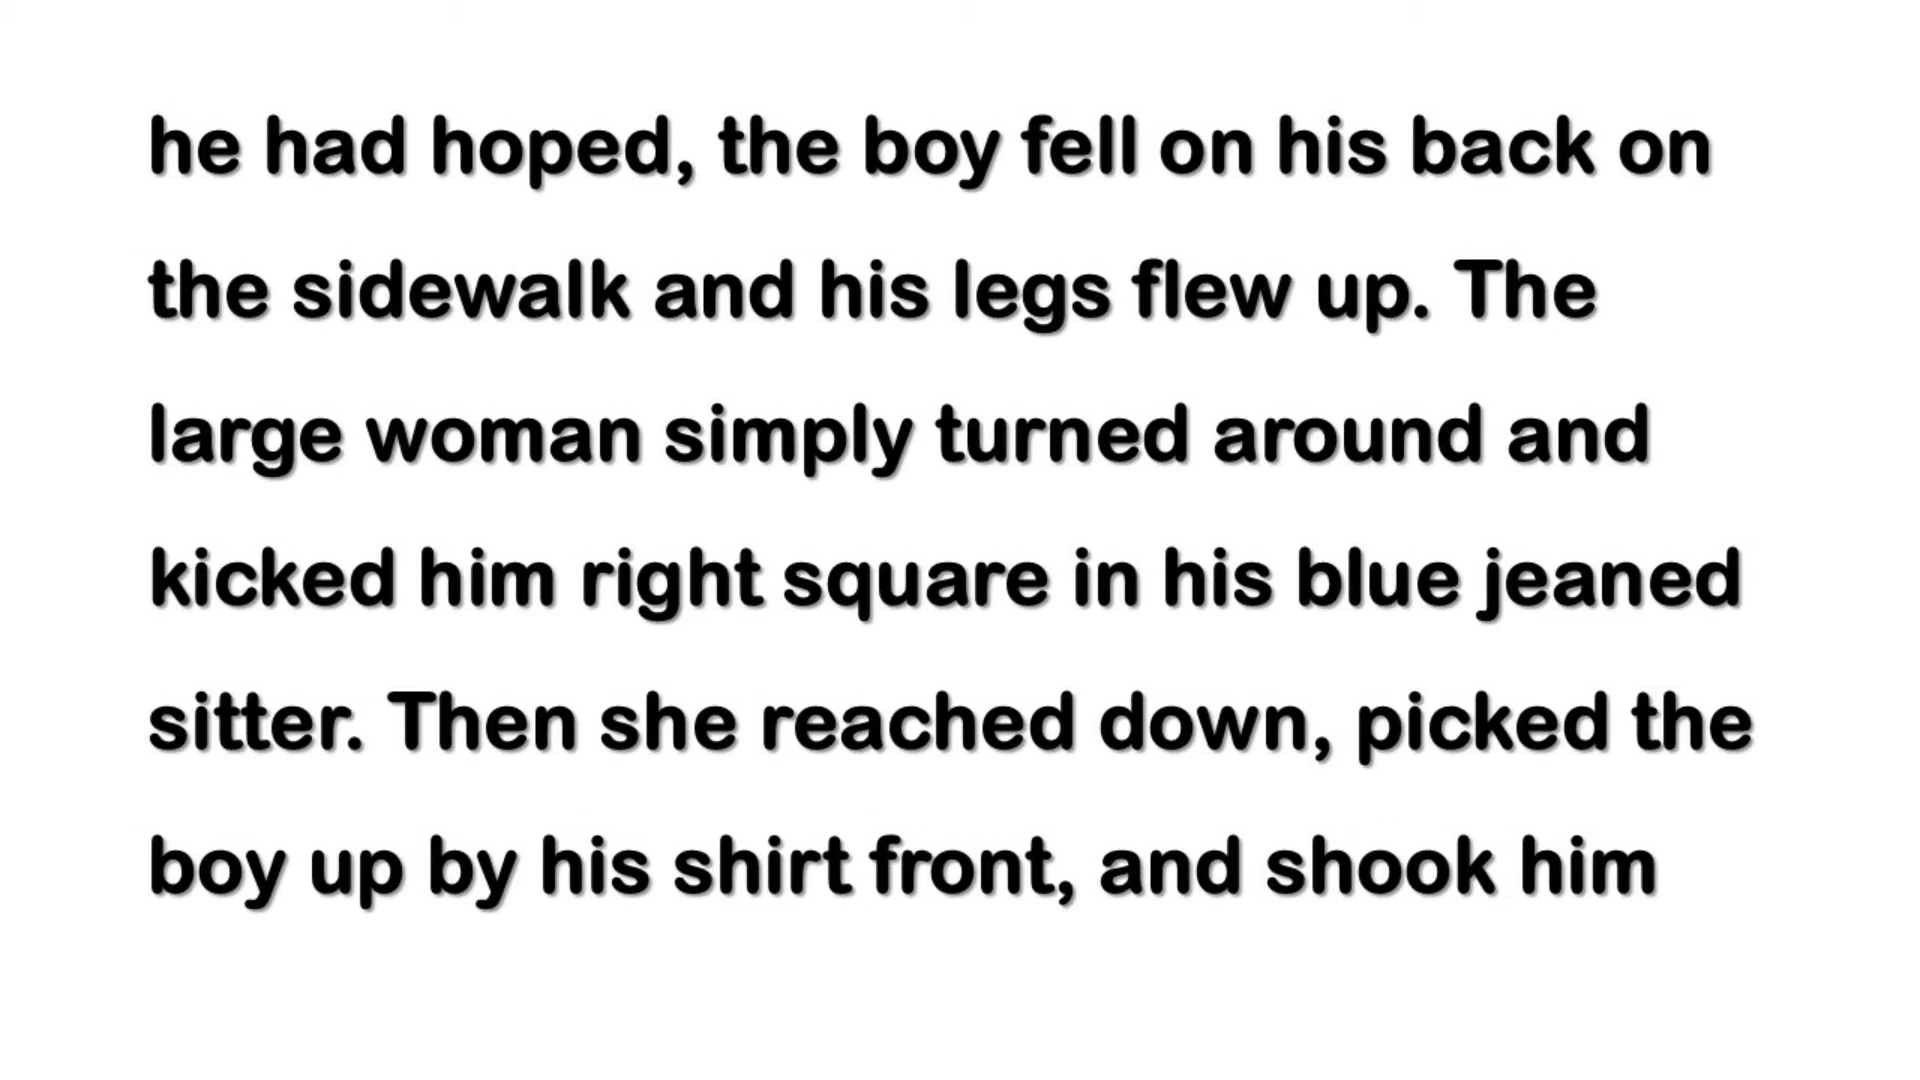 he had hoped, the boy fell on his back on
the sidewalk and his legs flew up. The
large woman simply turned around and
kicked him right square in his blue jeaned
sitter. Then she reached down, picked the
boy up by his shirt front, and shook him